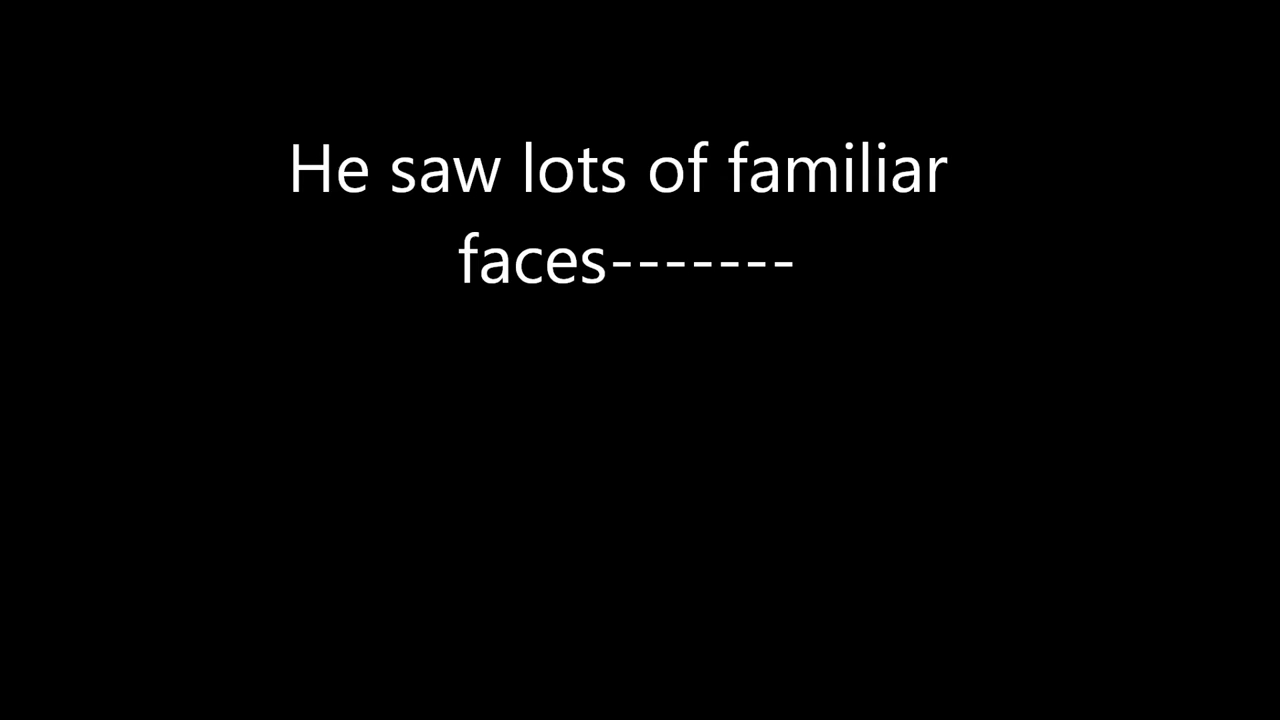 He saw lots of familiar
faces-------